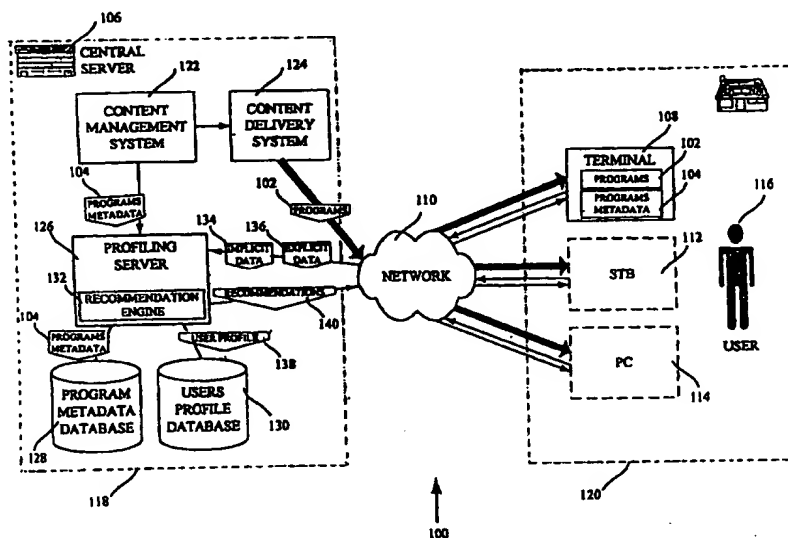 106
CENTRAL
SERVER
122
124
CONTENT
MANAGEMENT
SYSTEM
CONTENT
DELIVERY
SYSTEM
104
PROGRAMS
METADATA
102
PROGRAMS
126
134
136
PROFILING
SERVER
IMPLICIT
DATA
EXPLICIT
DATA
132
RECOMMENDATION
ENGINE
RECOMMENDATIONS
140
104
PROGRAMS
METADATA
USER PROFILE
138
PROGRAM
METADATA
DATABASE
128
USERS
PROFILE
DATABASE
130
118
110
NETWORK
108
TERMINAL
102
PROGRAMS
PROGRAMS
METADATA
104
116
STB
112
USER
PC
114
120
100